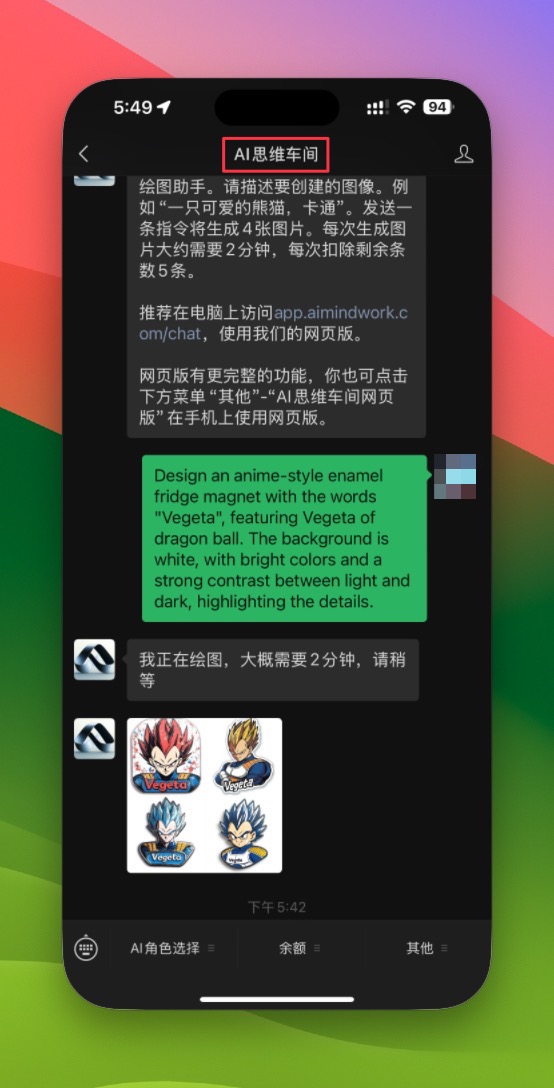 5:49
94
AI思维车间
绘图助手。请描述要创建的图像。例
如“一只可爱的熊猫，卡通”。发送一
条指令将生成4张图片。每次生成图
片大约需要2分钟，每次扣除剩余条
数5条。
推荐在电脑上访问app.aimindwork.c
om/chat，使用我们的网页版。
网页版有更完整的功能，你也可点击
下方菜单“其他”-“AI思维车间网页
版”在手机上使用网页版。
Design an anime-style enamel
fridge magnet with the words
"Vegeta", featuring Vegeta of
dragon ball. The background is
white, with bright colors and a
strong contrast between light and
dark, highlighting the details.
我正在绘图，大概需要2分钟，请稍
等
Vegeta
Vegeta
Vegeta
Vegeta
下午5:42
AI角色选择
余额
其他